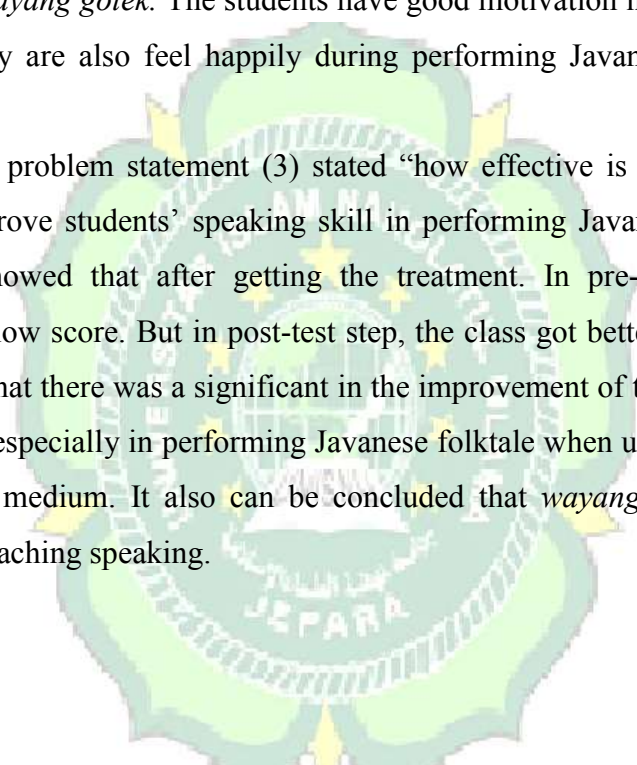 ayang golek. The students have good motivation
y are also feel happily during performing Javan
problem statement (3) stated “how effective is
rove students’ speaking skill in performing Javan
howed that after getting the treatment. In pre-
low score. But in post-test step, the class got bette
hat there was a significant in the improvement of t
especially in performing Javanese folktale when u
medium. It also can be concluded that wayang
aching speaking.
ISLAM
JEPARA